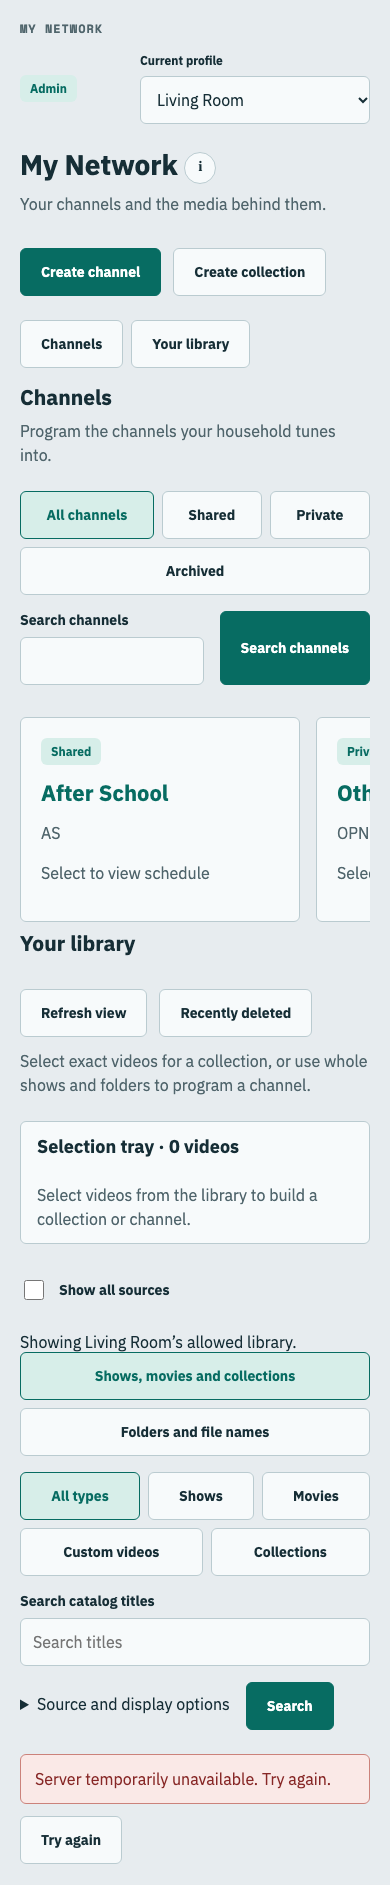 MY NETWORK
Current profile
Admin
Living Room
My Network i
Your channels and the media behind them.
Create channel
Create collection
Channels
Your library
Channels
Program the channels your household tunes
into.
All channels
Shared
Private
Archived
Search channels
Search channels
Shared
After School
AS
Select to view schedule
Priv
Oth
OPN
Selec
Your library
Refresh view
Recently deleted
Select exact videos for a collection, or use whole
shows and folders to program a channel.
Selection tray · 0 videos
Select videos from the library to build a
collection or channel.
Show all sources
Showing Living Room’s allowed library.
Shows, movies and collections
Folders and file names
All types
Shows
Movies
Custom videos
Collections
Search catalog titles
Search titles
Source and display options
Search
Server temporarily unavailable. Try again.
Try again